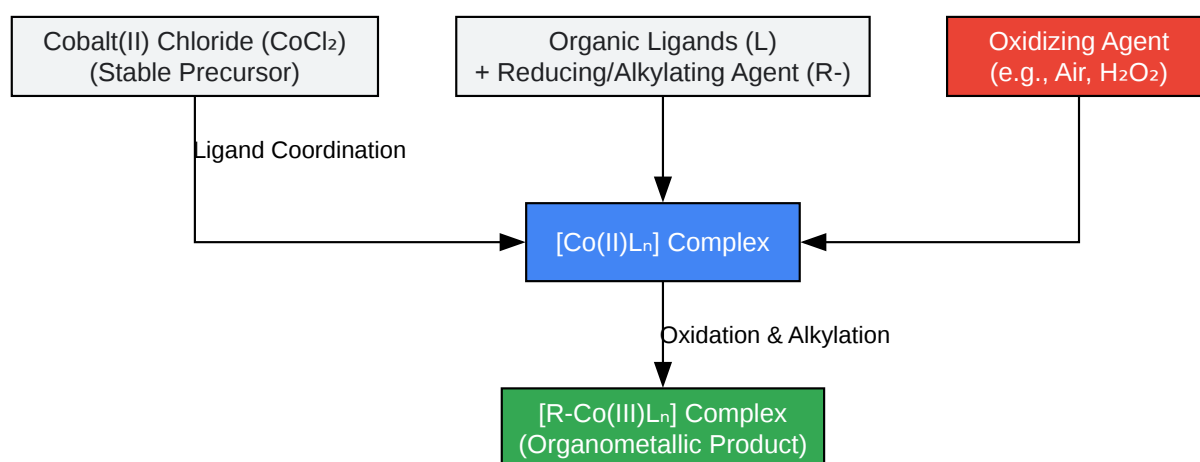 Cobalt(II) Chloride (CoCl₂)
(Stable Precursor)
Organic Ligands (L)
+ Reducing/Alkylating Agent (R-)
Oxidizing Agent
(e.g., Air, H₂O₂)
Ligand Coordination
[Co(II)Lₙ] Complex
Oxidation & Alkylation
[R-Co(III)Lₙ] Complex
(Organometallic Product)